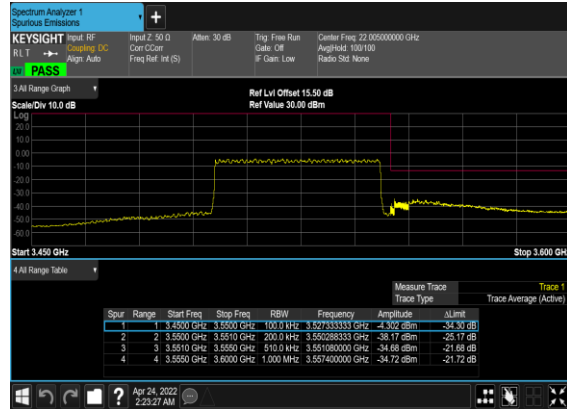 Spectrum Analyzer 1
Spurious Emissions
KEYSIGHT Input: RF Input Z: 50 Ω Atten: 30 dB Trig: Free Run Center Freq: 22.005000000 GHz
RLT Coupling: DC Corr CCorr Gate: Off Avg|Hold: 100/100
Align: Auto Freq Ref: Int (S) IF Gain: Low Radio Std: None
PASS
3 All Range Graph
Ref Lvl Offset 15.50 dB
Scale/Div 10.0 dB Ref Value 30.00 dBm
Log
20.0
10.0
0.00
-10.0
-20.0
-30.0
-40.0
-50.0
-60.0
Start 3.450 GHz Stop 3.600 GH
4 All Range Table
Measure Trace Trace 1
Trace Type Trace Average (Active)
Spur Range Start Freq Stop Freq RBW Frequency Amplitude ΔLimit
1 1 3.4500 GHz 3.5500 GHz 100.0 kHz 3.527333333 GHz -4.302 dBm -34.30 dB
2 2 3.5500 GHz 3.5510 GHz 200.0 kHz 3.550288333 GHz -38.17 dBm -25.17 dB
3 3 3.5510 GHz 3.5550 GHz 510.0 kHz 3.551080000 GHz -34.68 dBm -21.68 dB
4 4 3.5550 GHz 3.6000 GHz 1.000 MHz 3.557400000 GHz -34.72 dBm -21.72 dB
? Apr 24, 2022
2:23:27 AM